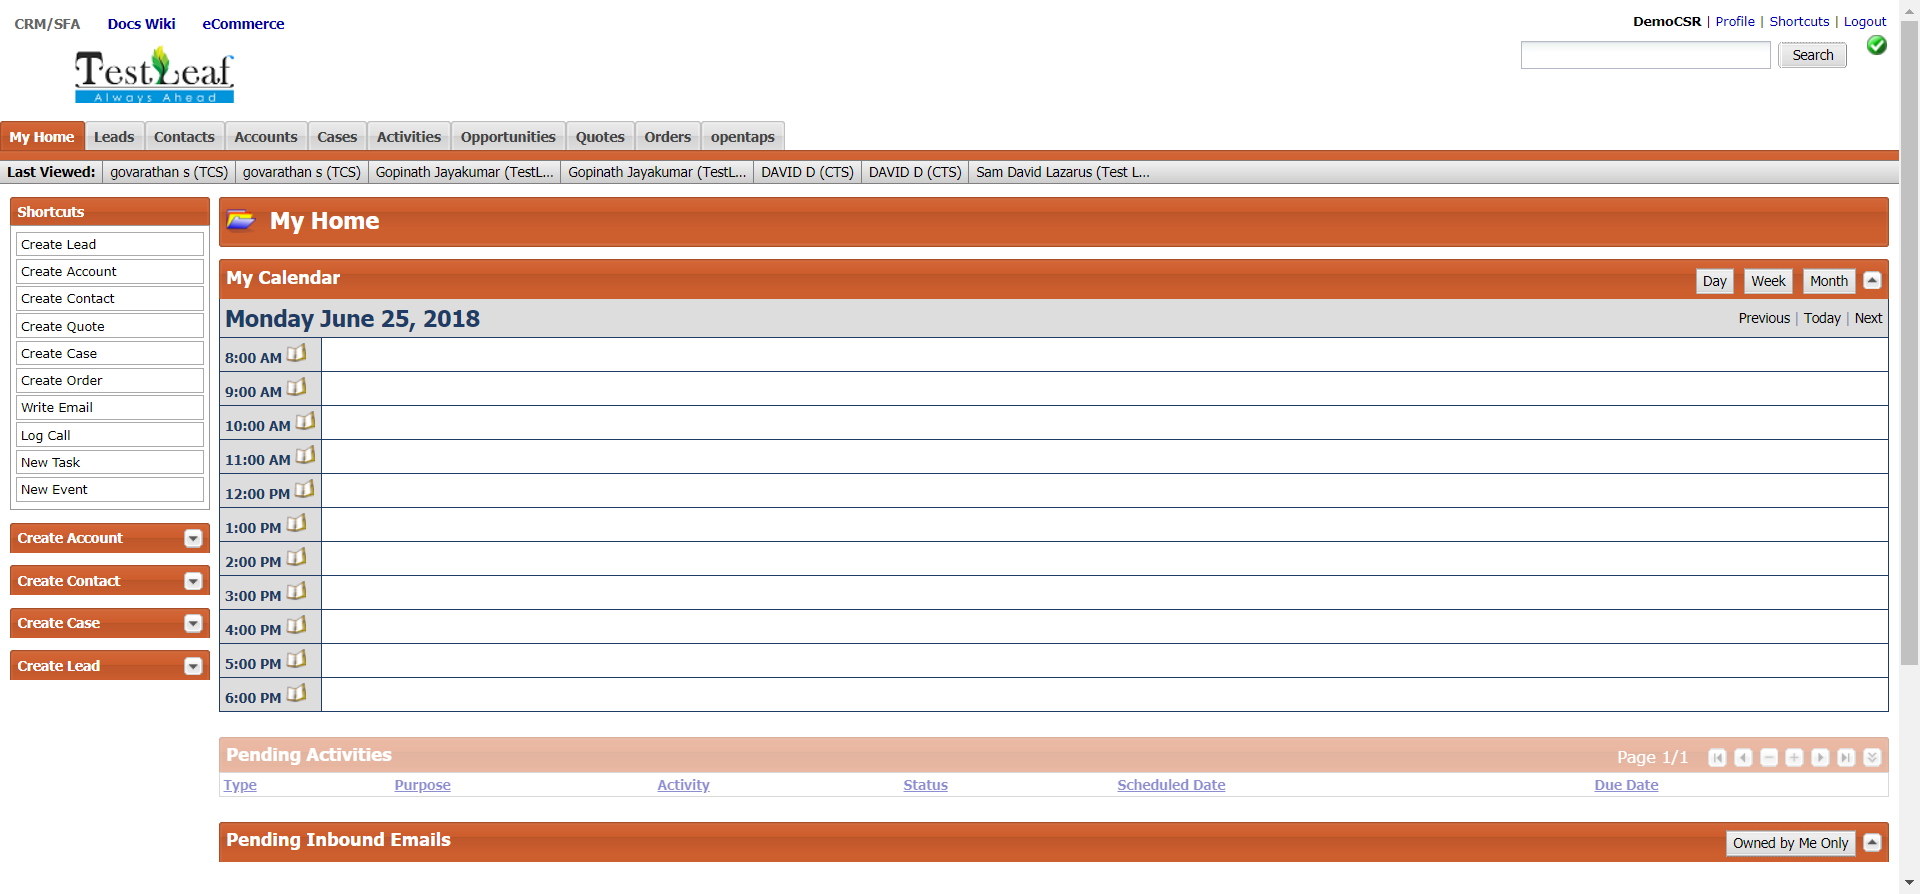 CRM/SFA Docs Wiki eCommerce
DemoCSR | Profile | Shortcuts | Logout
Search
TestLeaf
Always Ahead
My Home Leads Contacts Accounts Cases Activities Opportunities Quotes Orders opentaps
Last Viewed: govarathan s (TCS) govarathan s (TCS) Gopinath Jayakumar (TestL... Gopinath Jayakumar (TestL... DAVID D (CTS) DAVID D (CTS) Sam David Lazarus (Test L...
Shortcuts
Create Lead
Create Account
Create Contact
Create Quote
Create Case
Create Order
Write Email
Log Call
New Task
New Event
Create Account
Create Contact
Create Case
Create Lead
My Home
My Calendar Day Week Month
Monday June 25, 2018 Previous | Today | Next
8:00 AM
9:00 AM
10:00 AM
11:00 AM
12:00 PM
1:00 PM
2:00 PM
3:00 PM
4:00 PM
5:00 PM
6:00 PM
Pending Activities Page 1/1
Type Purpose Activity Status Scheduled Date Due Date
Pending Inbound Emails Owned by Me Only